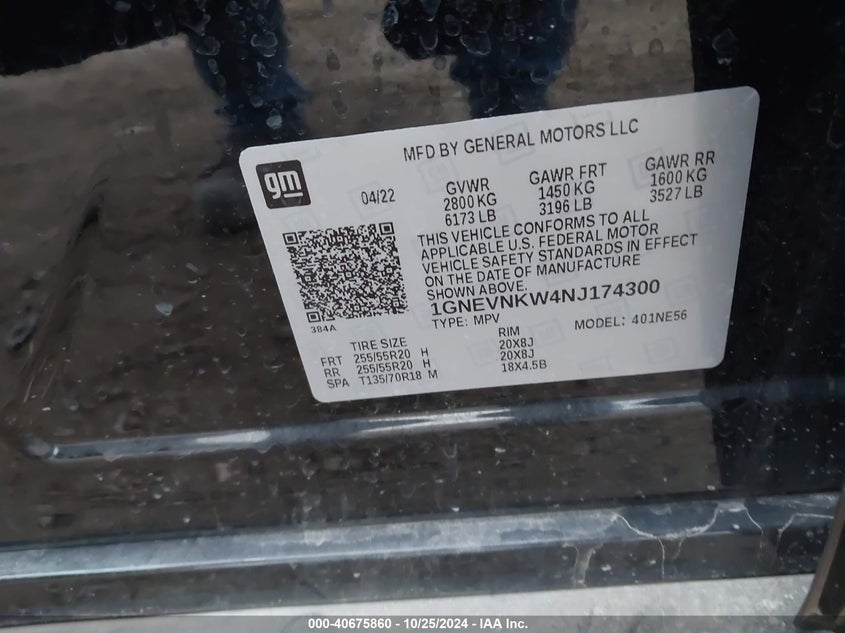 MFD BY GENERAL MOTORS LLC
gm
04/22
GVWR GAWR FRT GAWR RR
2800 KG 1450 KG 1600 KG
6173 LB 3196 LB 3527 LB
THIS VEHICLE CONFORMS TO ALL
APPLICABLE U.S. FEDERAL MOTOR
VEHICLE SAFETY STANDARDS IN EFFECT
ON THE DATE OF MANUFACTURE
SHOWN ABOVE.
1GNEVNKW4NJ174300
TYPE: MPV MODEL: 401NE56
384A
TIRE SIZE RIM
FRT 255/55R20 H 20X8J
RR 255/55R20 H 20X8J
SPA T135/70R18 M 18X4.5B
000-40675860 - 10/25/2024 - IAA Inc.